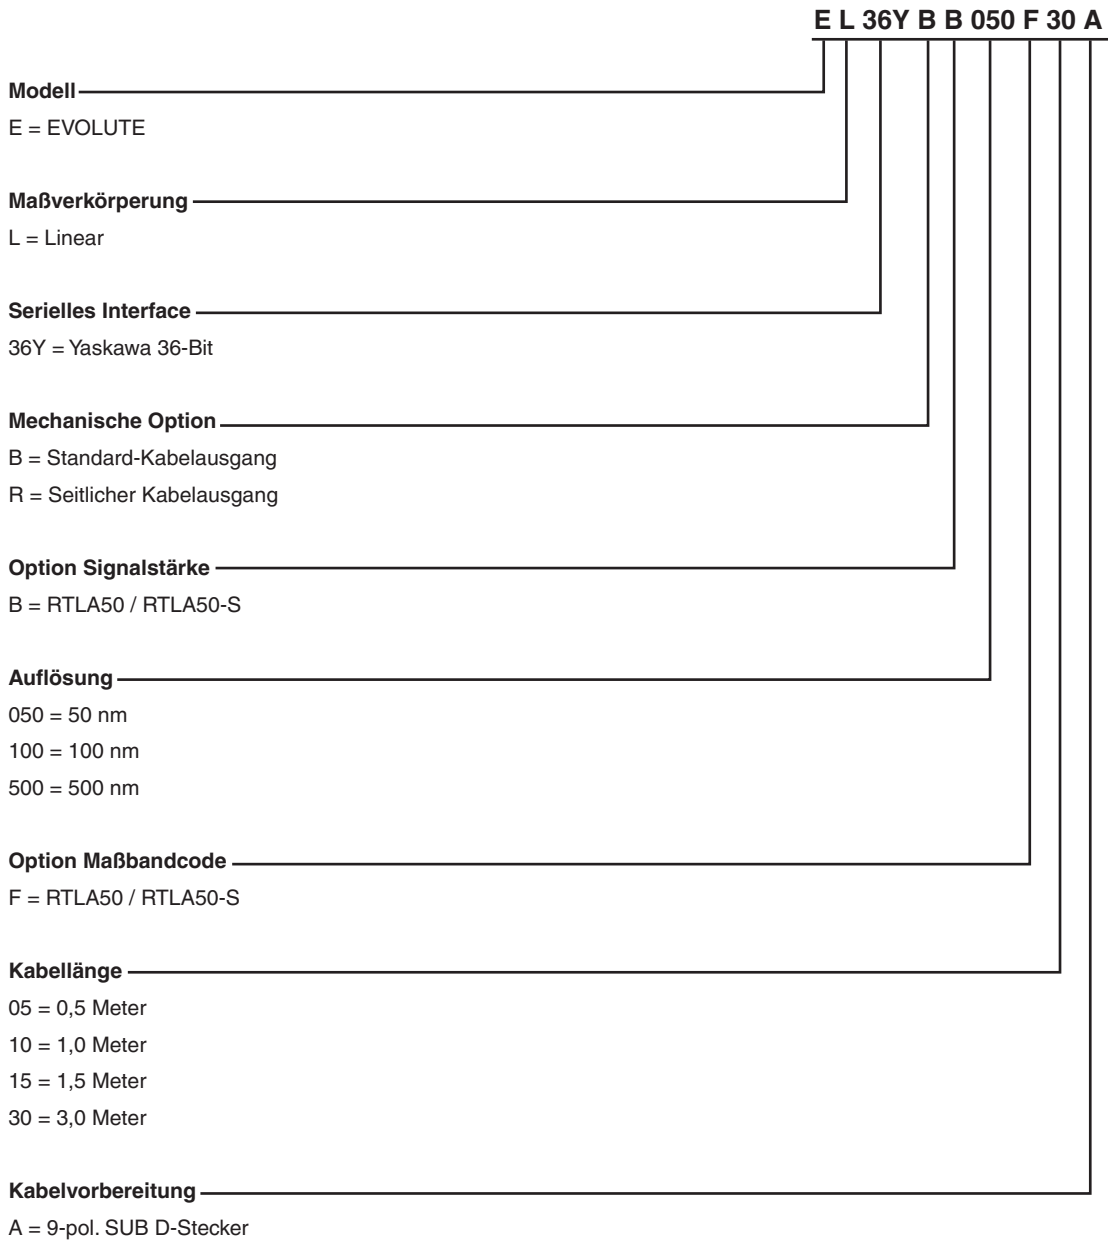 E L 36Y B B 050 F 30 A
Modell
E = EVOLUTE
Maßverkörperung
L = Linear
Serielles Interface
36Y = Yaskawa 36-Bit
Mechanische Option
B = Standard-Kabelausgang
R = Seitlicher Kabelausgang
Option Signalstärke
B = RTLA50 / RTLA50-S
Auflösung
050 = 50 nm
100 = 100 nm
500 = 500 nm
Option Maßbandcode
F = RTLA50 / RTLA50-S
Kabellänge
05 = 0,5 Meter
10 = 1,0 Meter
15 = 1,5 Meter
30 = 3,0 Meter
Kabelvorbereitung
A = 9-pol. SUB D-Stecker